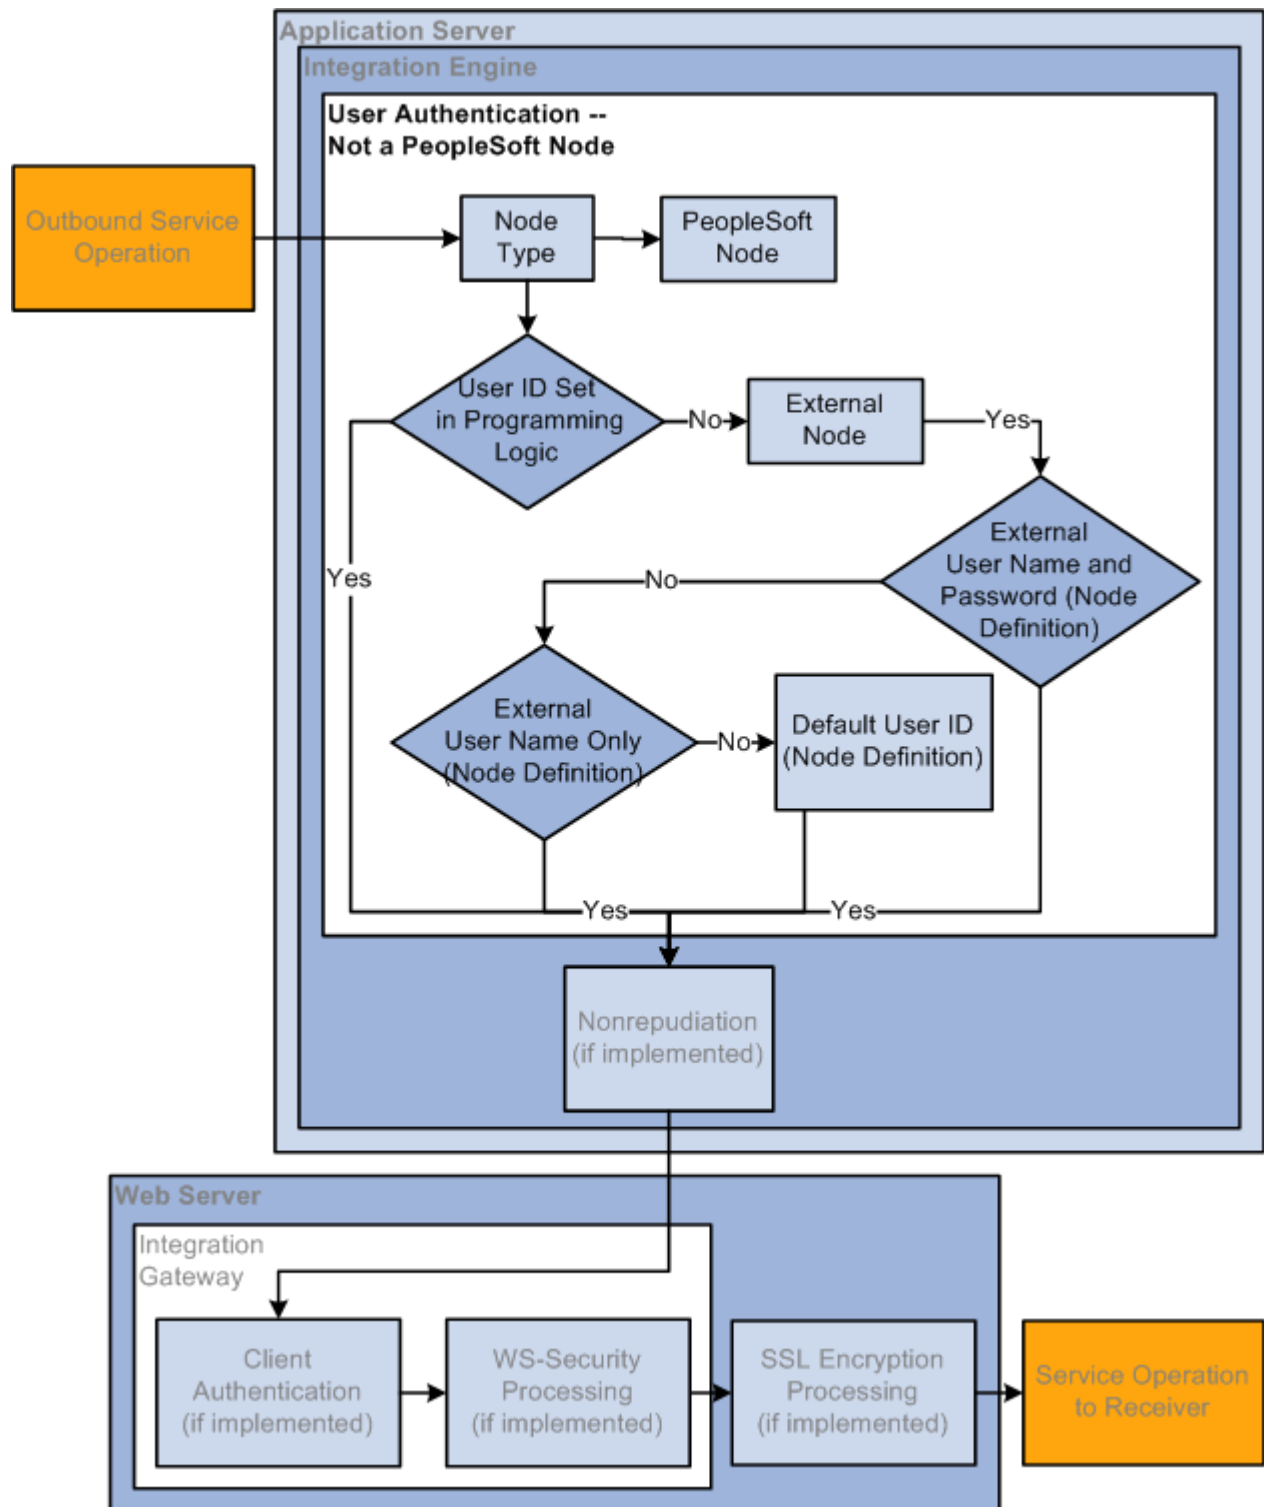 Application Server
Integration Engine
User Authentication --
Not a PeopleSoft Node
Outbound Service
Operation
Node
Type
PeopleSoft
Node
User ID Set
in Programming
Logic
No
External
Node
Yes
External
User Name and
Password (Node
Definition)
Yes
No
External
User Name Only
(Node Definition)
No
Default User ID
(Node Definition)
Yes
Yes
Nonrepudiation
(if implemented)
Web Server
Integration
Gateway
Client
Authentication
(if implemented)
WS-Security
Processing
(if implemented)
SSL Encryption
Processing
(if implemented)
Service Operation
to Receiver